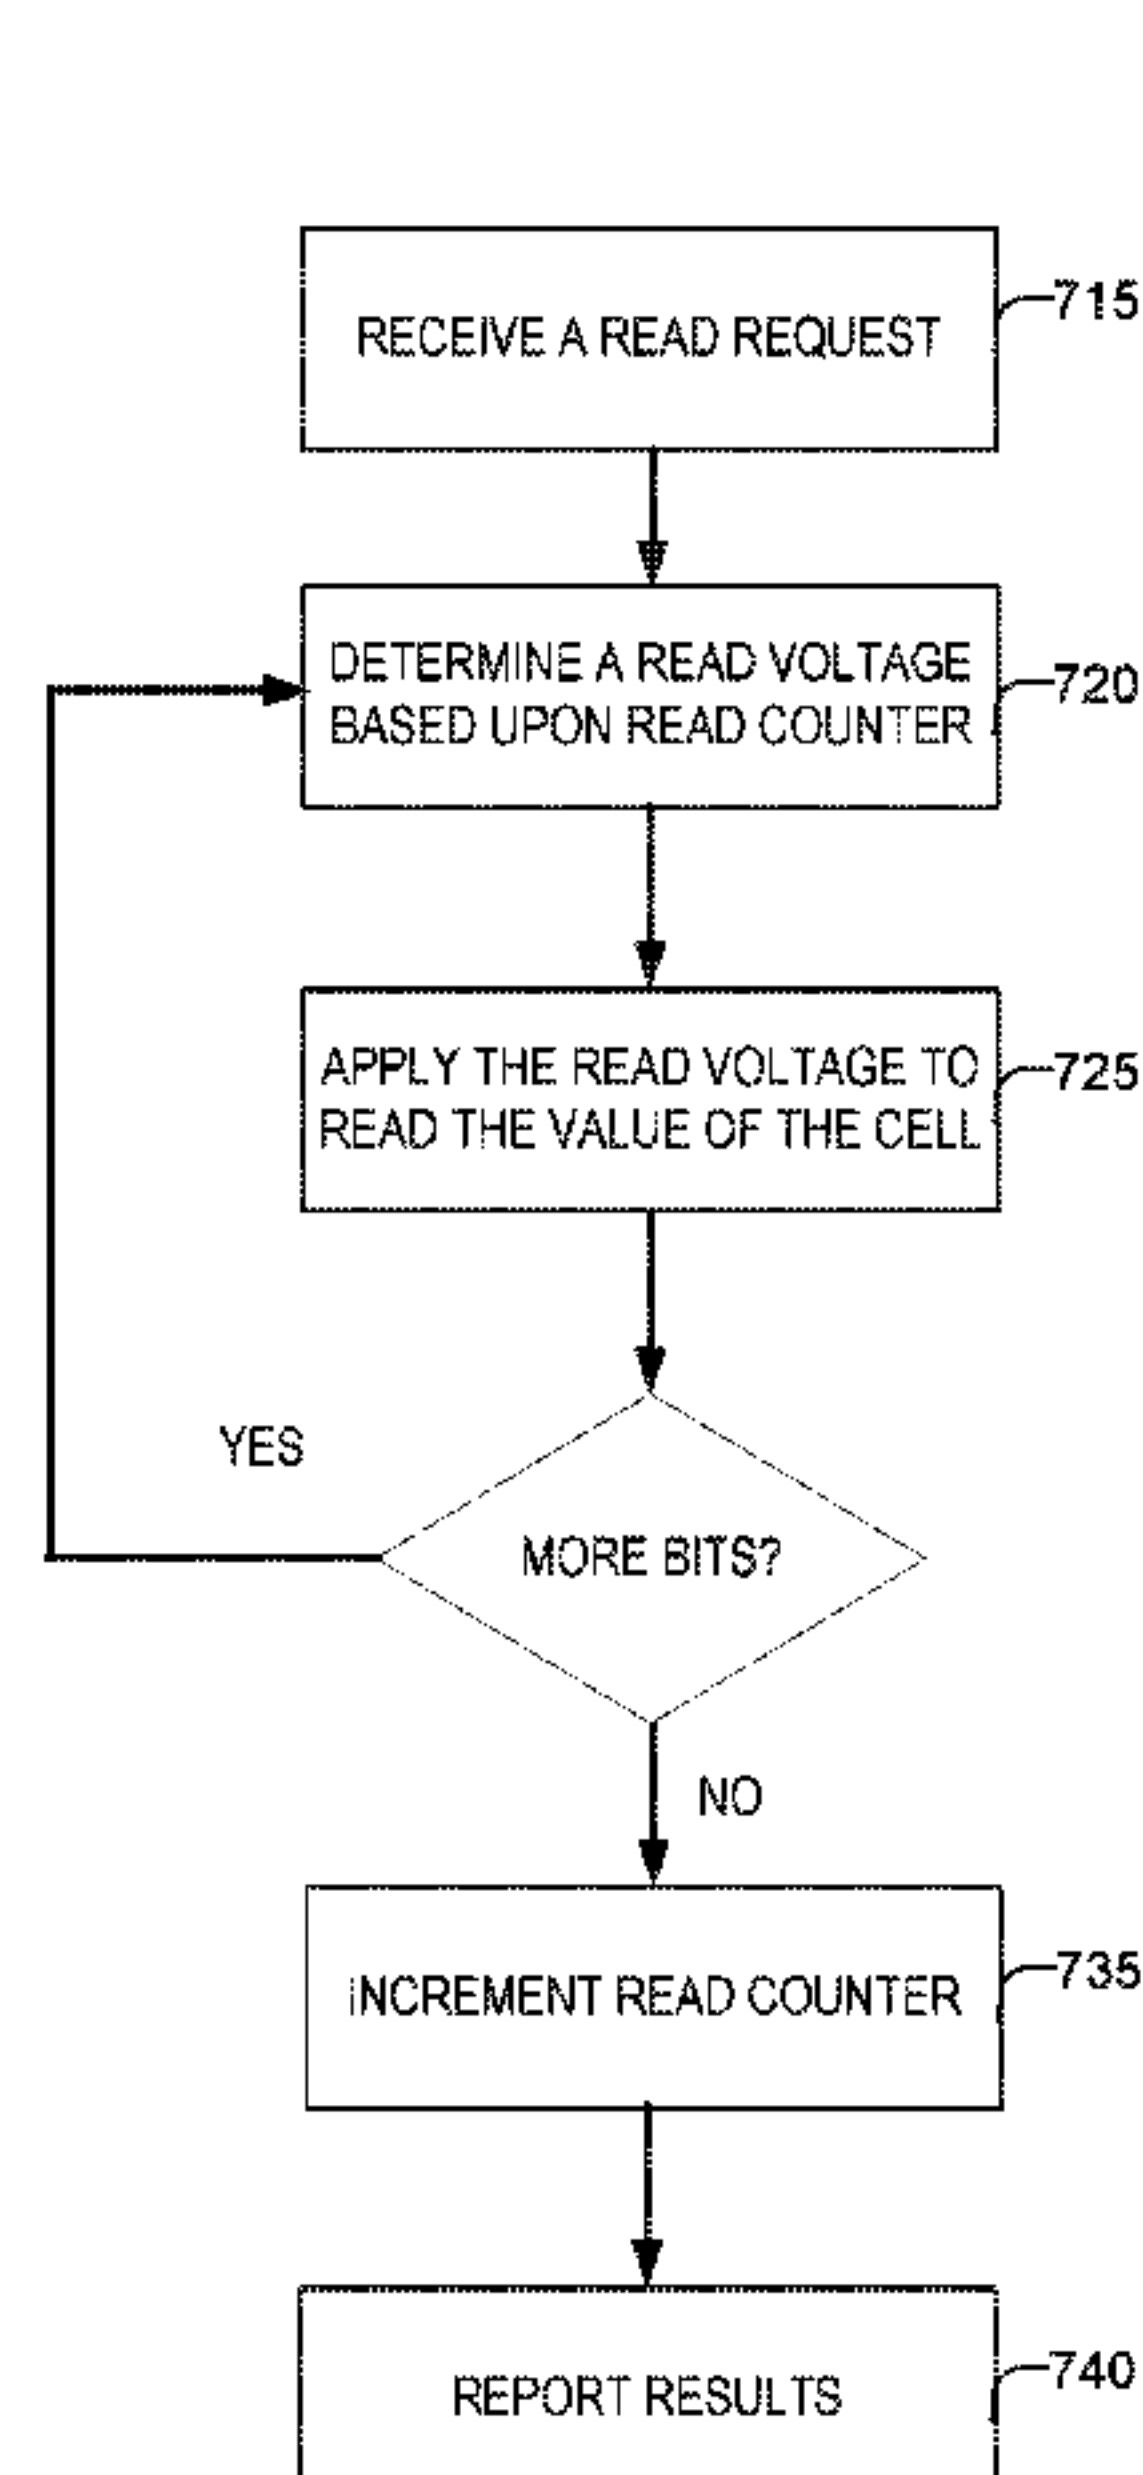 RECEIVE A READ REQUEST
715
DETERMINE A READ VOLTAGE
BASED UPON READ COUNTER
720
APPLY THE READ VOLTAGE TO
READ THE VALUE OF THE CELL
725
YES
MORE BITS?
NO
INCREMENT READ COUNTER
735
REPORT RESULTS
740